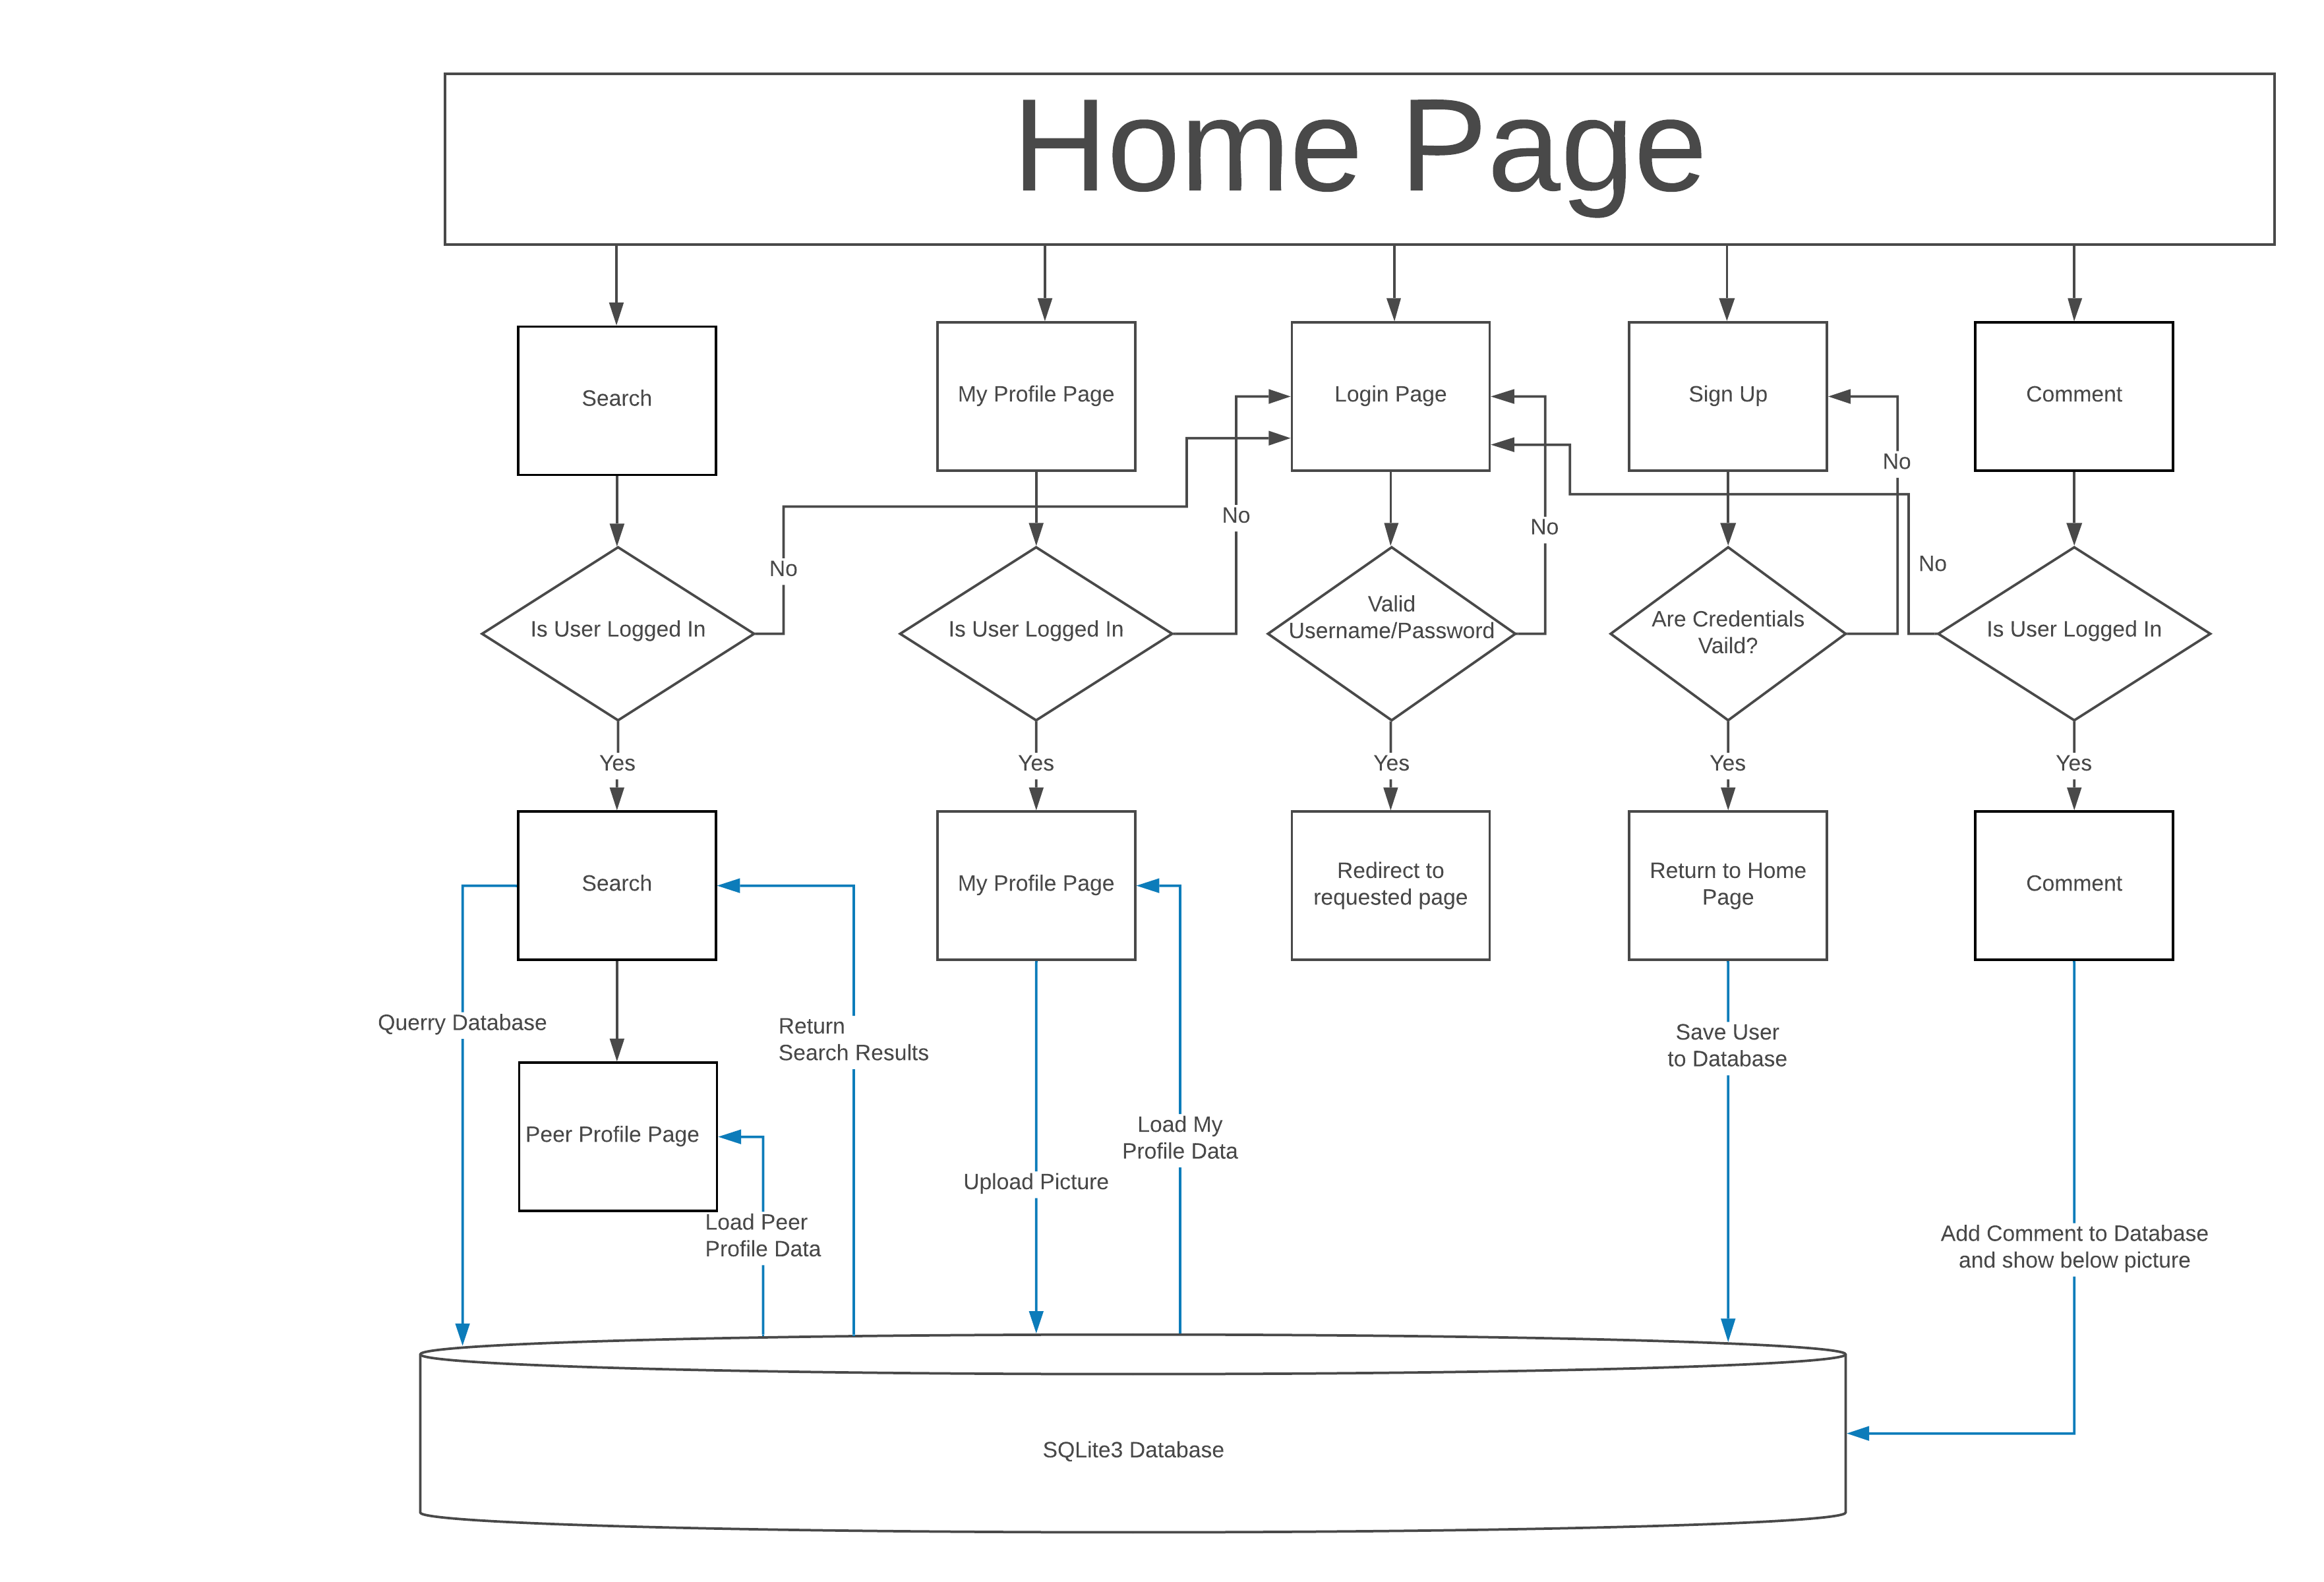 Home Page
Search
My Profile Page
Login Page
Sign Up
Comment
No
No
No
No
No
Is User Logged In
Is User Logged In
Valid
Username/Password
Are Credentials
Vaild?
Is User Logged In
Yes
Yes
Yes
Yes
Yes
Search
My Profile Page
Redirect to
requested page
Return to Home
Page
Comment
Querry Database
Return
Search Results
Save User
to Database
Peer Profile Page
Load My
Profile Data
Upload Picture
Load Peer
Profile Data
Add Comment to Database
and show below picture
SQLite3 Database